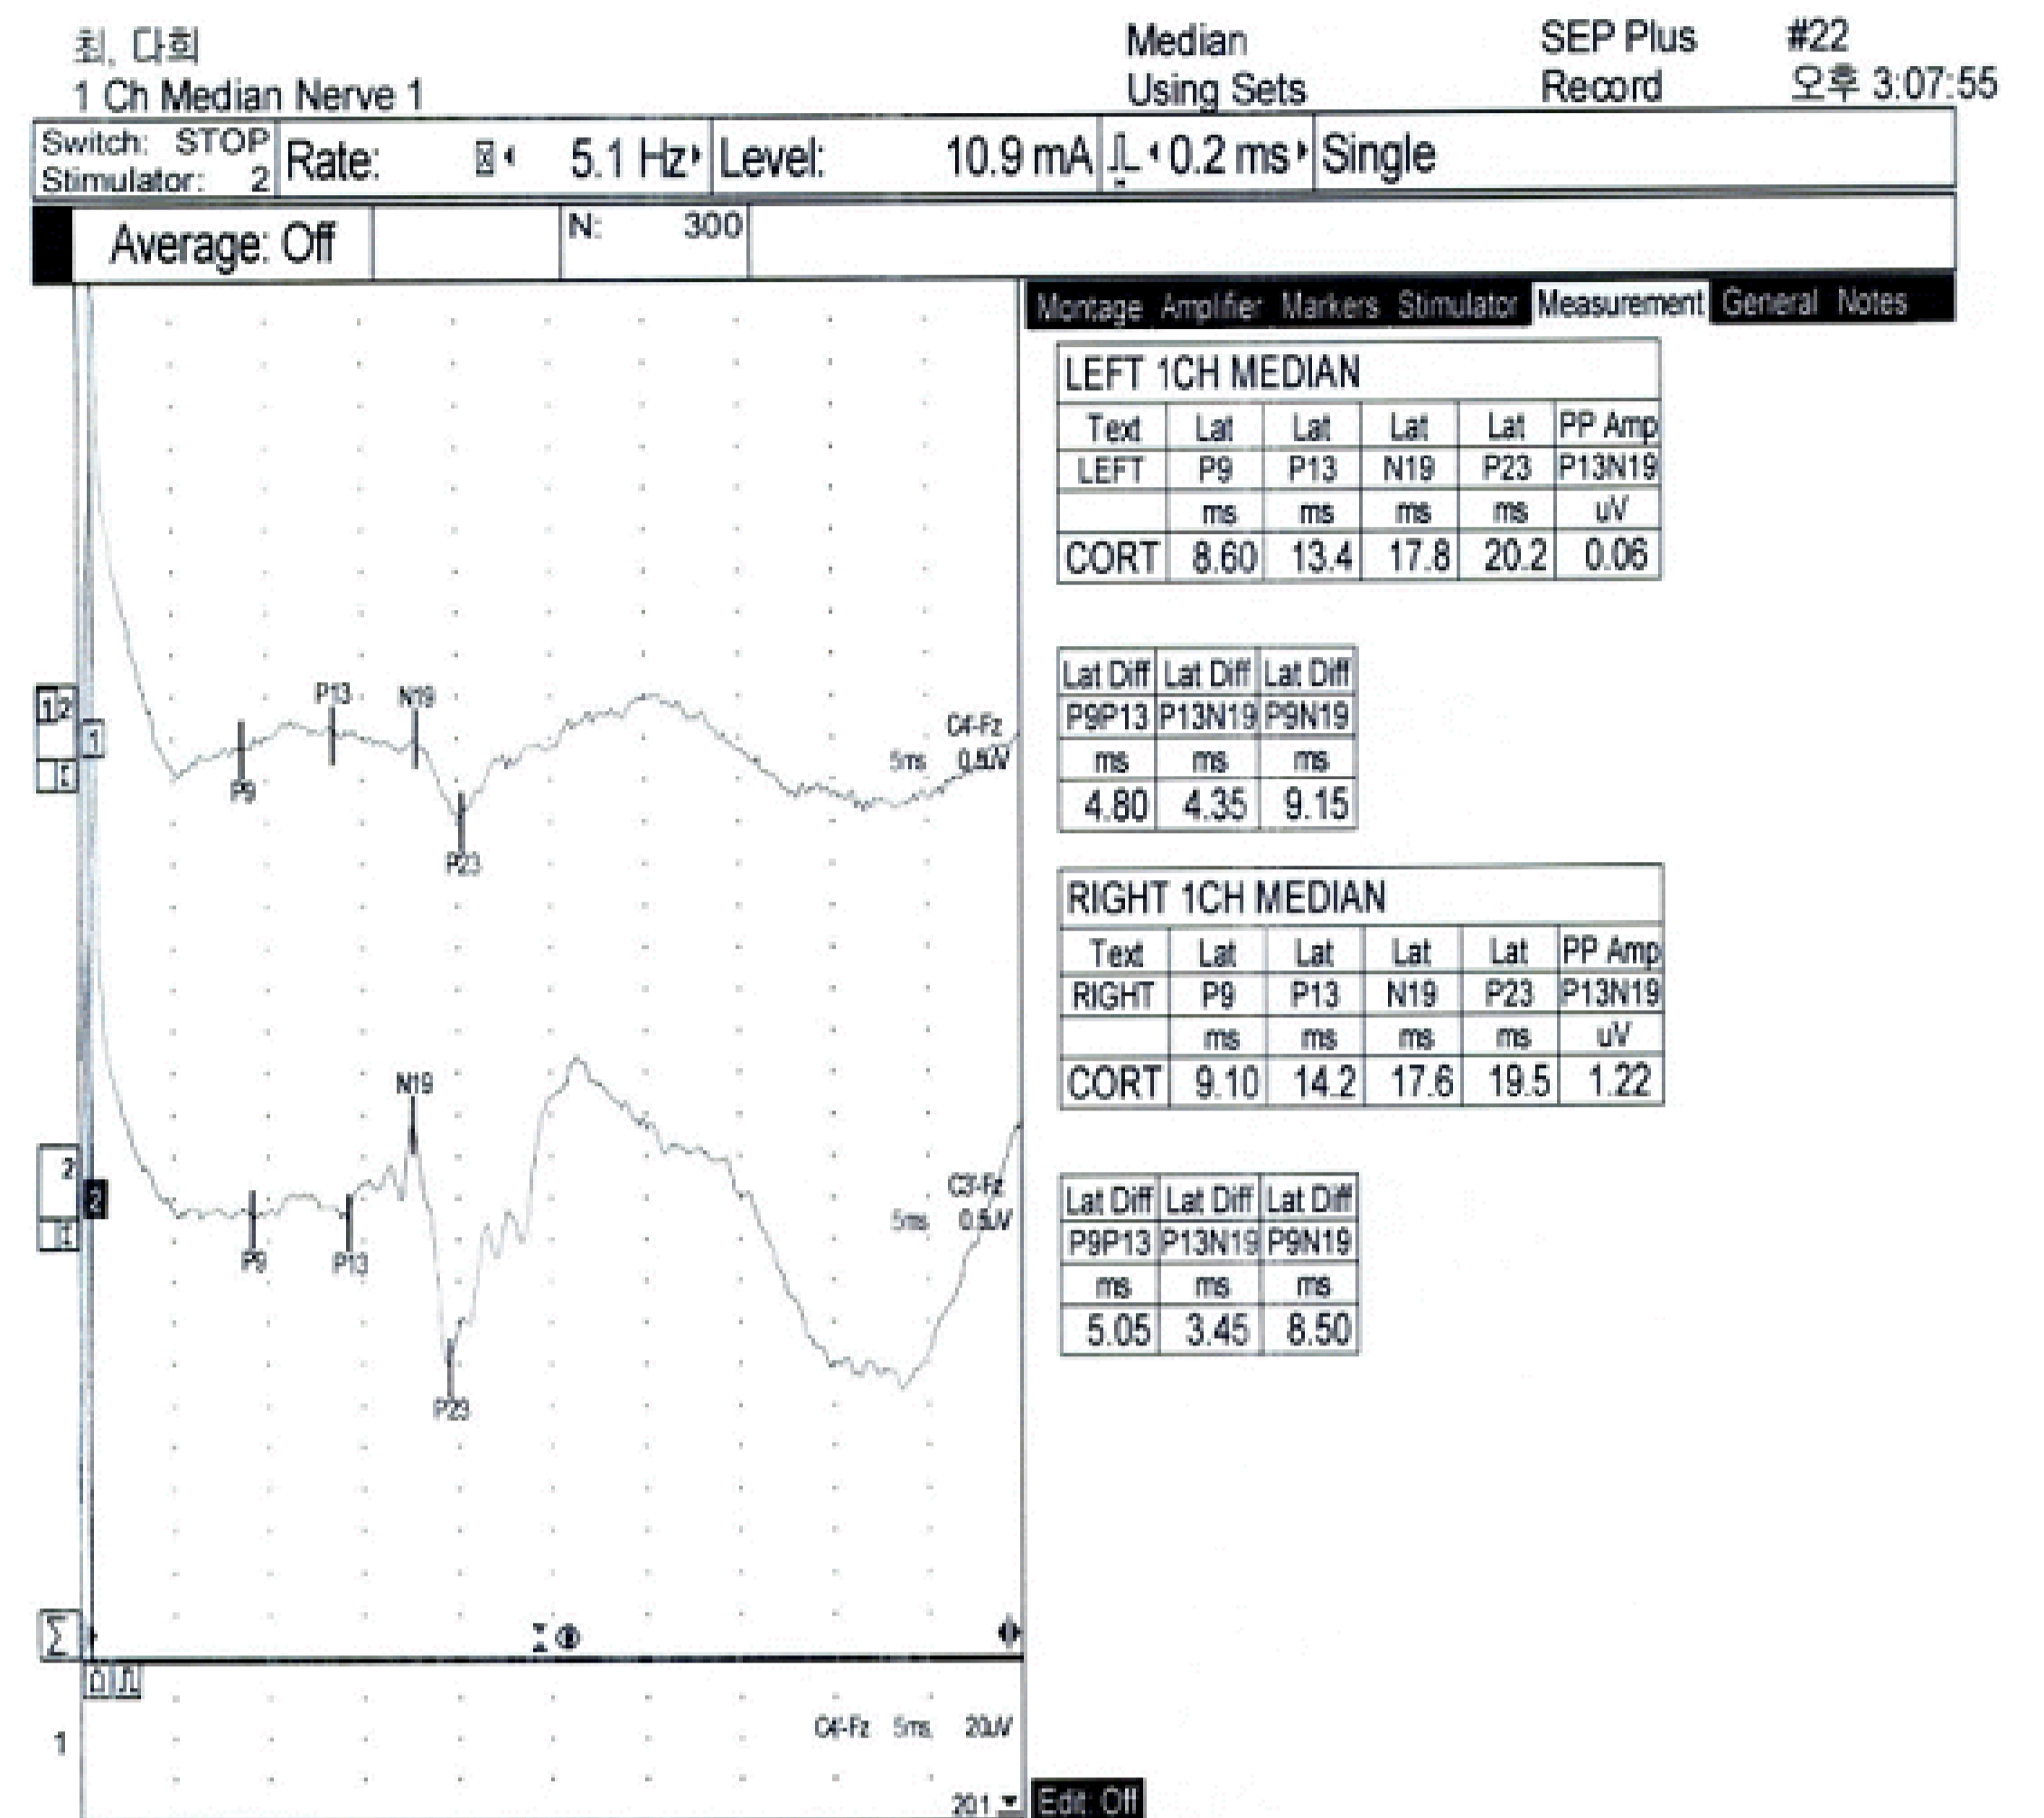 최, 다희
1 Ch Median Nerve 1
Median
Using Sets
SEP Plus
Record
#22
오후 3:07:55
Switch: STOP
Stimulator: 2
Rate: 5.1 Hz
Level: 10.9 mA
0.2 ms
Single
Average: Off
N: 300
Montage Amplifier Markers Stimulator Measurement General Notes
P13
N19
1 2
1
P9
P23
C4'-Fz
5ms 0.5uV
N19
2
2
P9
P13
P23
C3'-Fz
5ms 0.5uV
Σ
1
C4'-Fz 5ms 20uV
201
LEFT 1CH MEDIAN
Text Lat Lat Lat Lat PP Amp
LEFT P9 P13 N19 P23 P13N19
ms ms ms ms uV
CORT 8.60 13.4 17.8 20.2 0.06
Lat Diff Lat Diff Lat Diff
P9P13 P13N19 P9N19
ms ms ms
4.80 4.35 9.15
RIGHT 1CH MEDIAN
Text Lat Lat Lat Lat PP Amp
RIGHT P9 P13 N19 P23 P13N19
ms ms ms ms uV
CORT 9.10 14.2 17.6 19.5 1.22
Lat Diff Lat Diff Lat Diff
P9P13 P13N19 P9N19
ms ms ms
5.05 3.45 8.50
Edit: Off